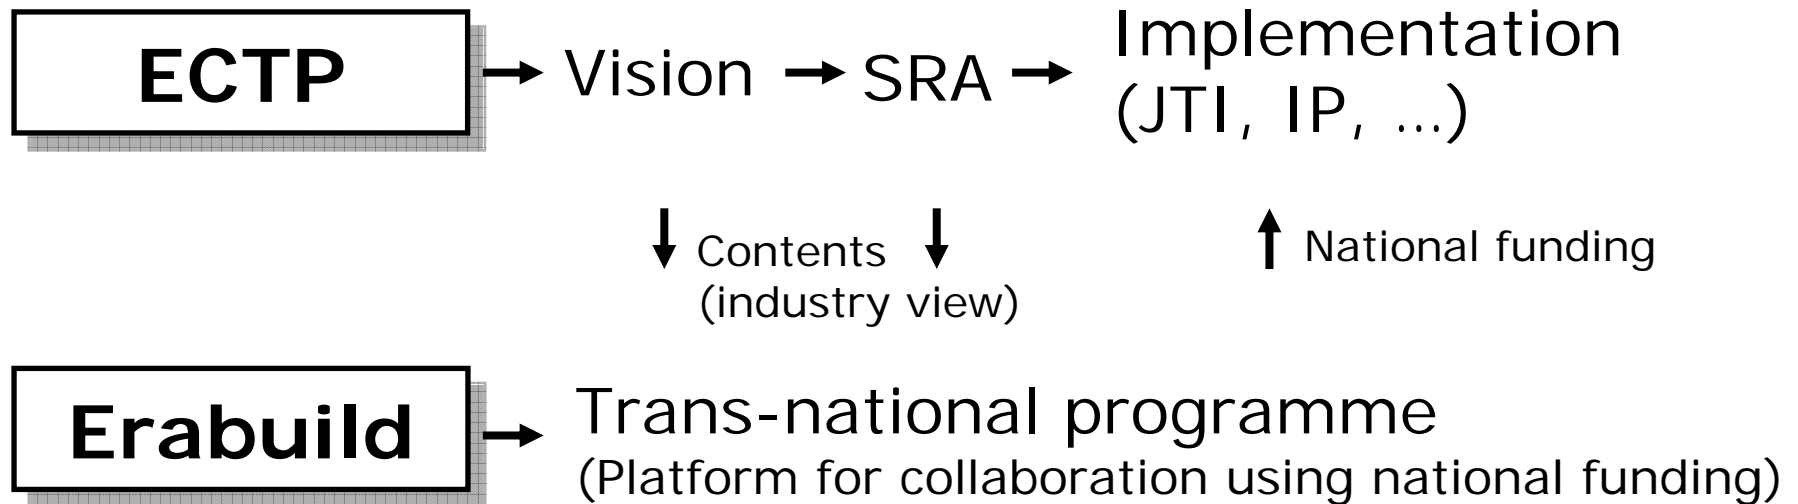 ECTP
Vision
SRA
Implementation
(JTI, IP, ...)
Contents
(industry view)
National funding
Erabuild
Trans-national programme
(Platform for collaboration using national funding)